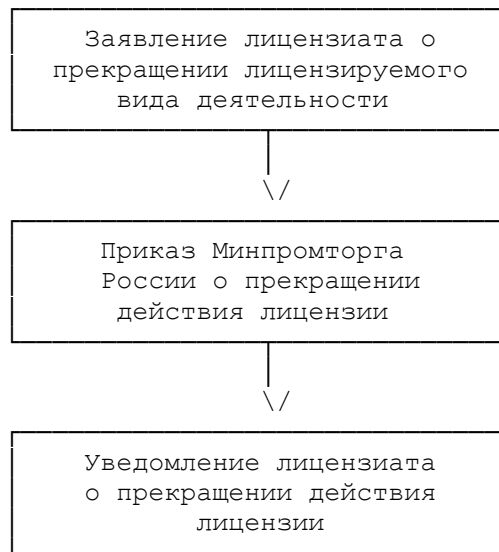 Заявление лицензиата о
прекращении лицензируемого
вида деятельности
\/
Приказ Минпромторга
России о прекращении
действия лицензии
\/
Уведомление лицензиата
о прекращении действия
лицензии